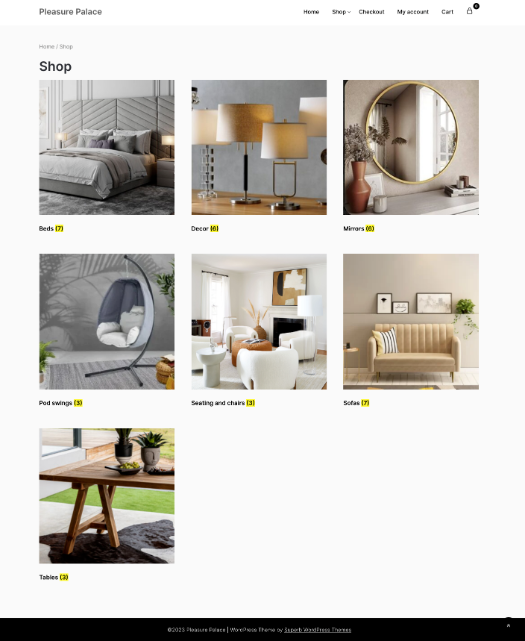 Pleasure Palace
Home Shop Checkout My account Cart 0
Home / Shop
Shop
Beds (7)
Decor (6)
Mirrors (6)
Pod swings (3)
Seating and chairs (3)
Sofas (7)
Tables (3)
©2023 Pleasure Palace | WordPress Theme by Superb WordPress Themes